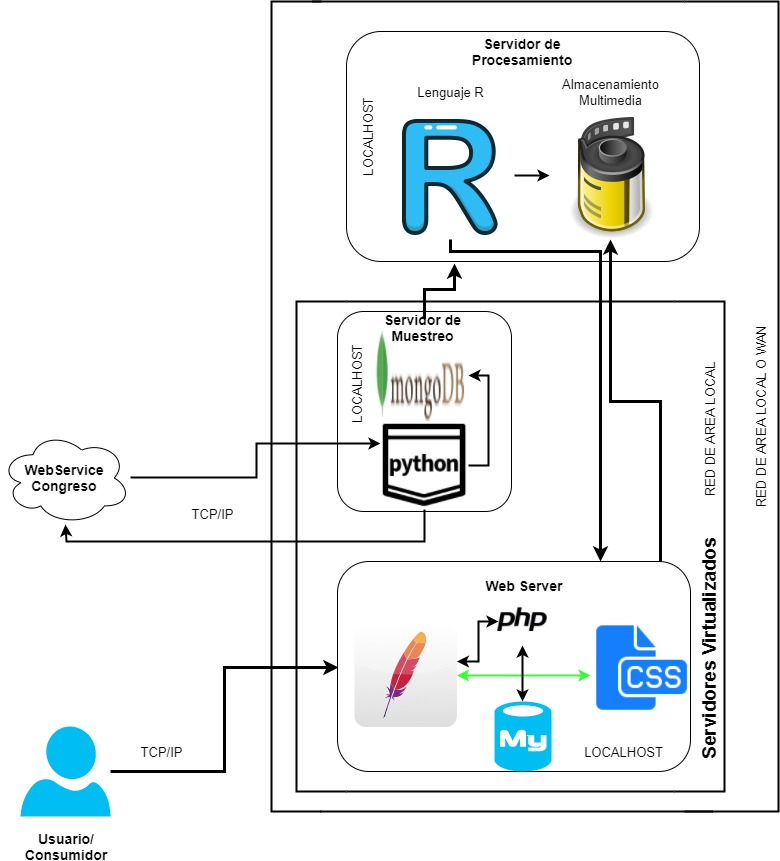 Servidor de
Procesamiento
Lenguaje R
Almacenamiento
Multimedia
LOCALHOST
R
Servidor de
Muestreo
LOCALHOST
mongoDB
python
WebService
Congreso
TCP/IP
RED DE AREA LOCAL
RED DE AREA LOCAL O WAN
Servidores Virtualizados
Web Server
php
CSS
My
LOCALHOST
TCP/IP
Usuario/
Consumidor